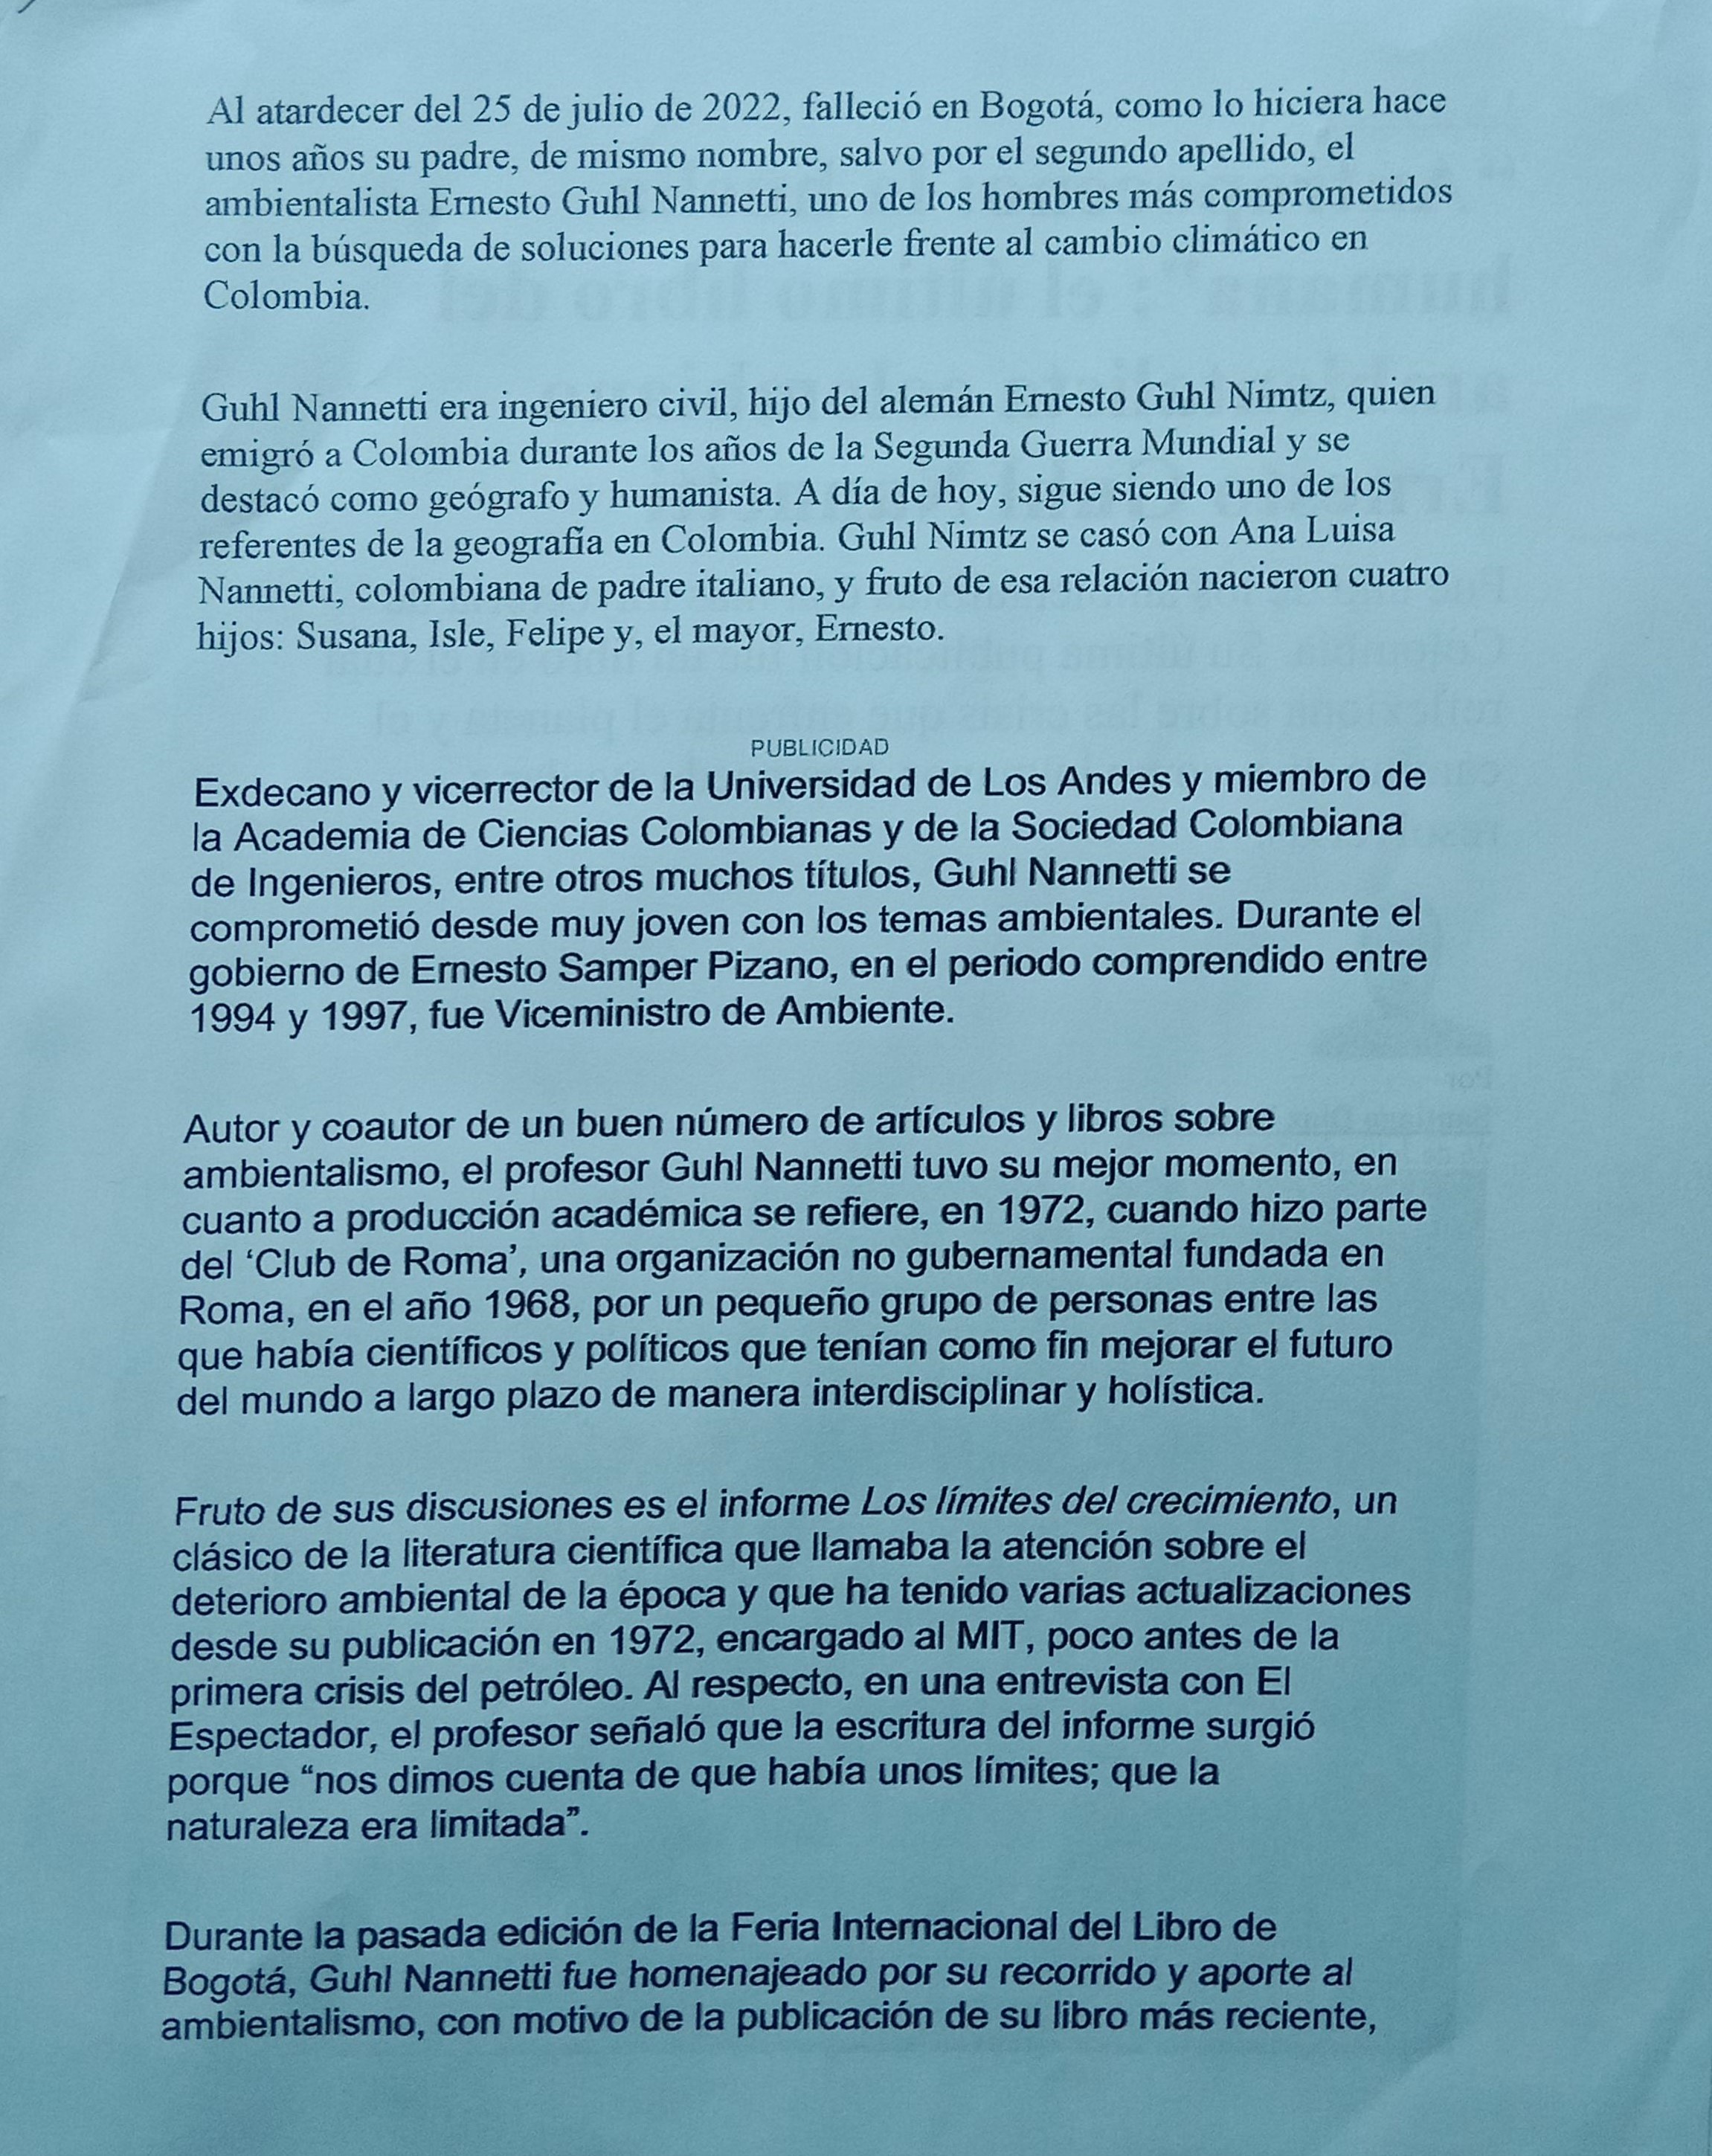 Al atardecer del 25 de julio de 2022, falleció en Bogotá, como lo hiciera hace
unos años su padre, de mismo nombre, salvo por el segundo apellido, el
ambientalista Ernesto Guhl Nannetti, uno de los hombres más comprometidos
con la búsqueda de soluciones para hacerle frente al cambio climático en
Colombia.
Guhl Nannetti era ingeniero civil, hijo del alemán Ernesto Guhl Nimtz, quien
emigró a Colombia durante los años de la Segunda Guerra Mundial y se
destacó como geógrafo y humanista. A día de hoy, sigue siendo uno de los
referentes de la geografía en Colombia. Guhl Nimtz se casó con Ana Luisa
Nannetti, colombiana de padre italiano, y fruto de esa relación nacieron cuatro
hijos: Susana, Isle, Felipe y, el mayor, Ernesto.
PUBLICIDAD
Exdecano y vicerrector de la Universidad de Los Andes y miembro de
la Academia de Ciencias Colombianas y de la Sociedad Colombiana
de Ingenieros, entre otros muchos títulos, Guhl Nannetti se
comprometió desde muy joven con los temas ambientales. Durante el
gobierno de Ernesto Samper Pizano, en el periodo comprendido entre
1994 y 1997, fue Viceministro de Ambiente.
Autor y coautor de un buen número de artículos y libros sobre
ambientalismo, el profesor Guhl Nannetti tuvo su mejor momento, en
cuanto a producción académica se refiere, en 1972, cuando hizo parte
del ‘Club de Roma’, una organización no gubernamental fundada en
Roma, en el año 1968, por un pequeño grupo de personas entre las
que había científicos y políticos que tenían como fin mejorar el futuro
del mundo a largo plazo de manera interdisciplinar y holística.
Fruto de sus discusiones es el informe Los límites del crecimiento, un
clásico de la literatura científica que llamaba la atención sobre el
deterioro ambiental de la época y que ha tenido varias actualizaciones
desde su publicación en 1972, encargado al MIT, poco antes de la
primera crisis del petróleo. Al respecto, en una entrevista con El
Espectador, el profesor señaló que la escritura del informe surgió
porque “nos dimos cuenta de que había unos límites; que la
naturaleza era limitada”.
Durante la pasada edición de la Feria Internacional del Libro de
Bogotá, Guhl Nannetti fue homenajeado por su recorrido y aporte al
ambientalismo, con motivo de la publicación de su libro más reciente,